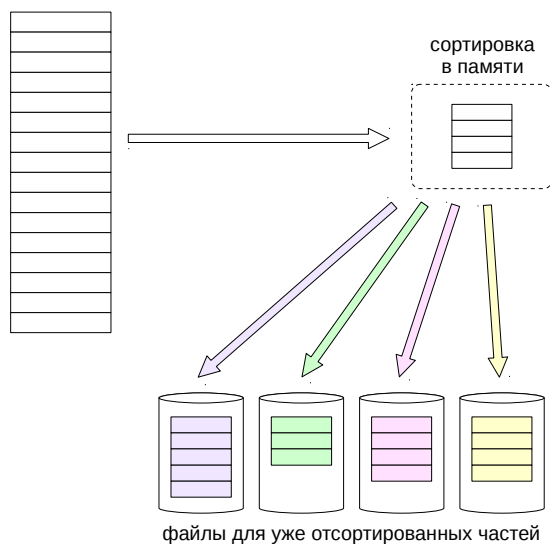 сортировка
в памяти
файлы для уже отсортированных частей